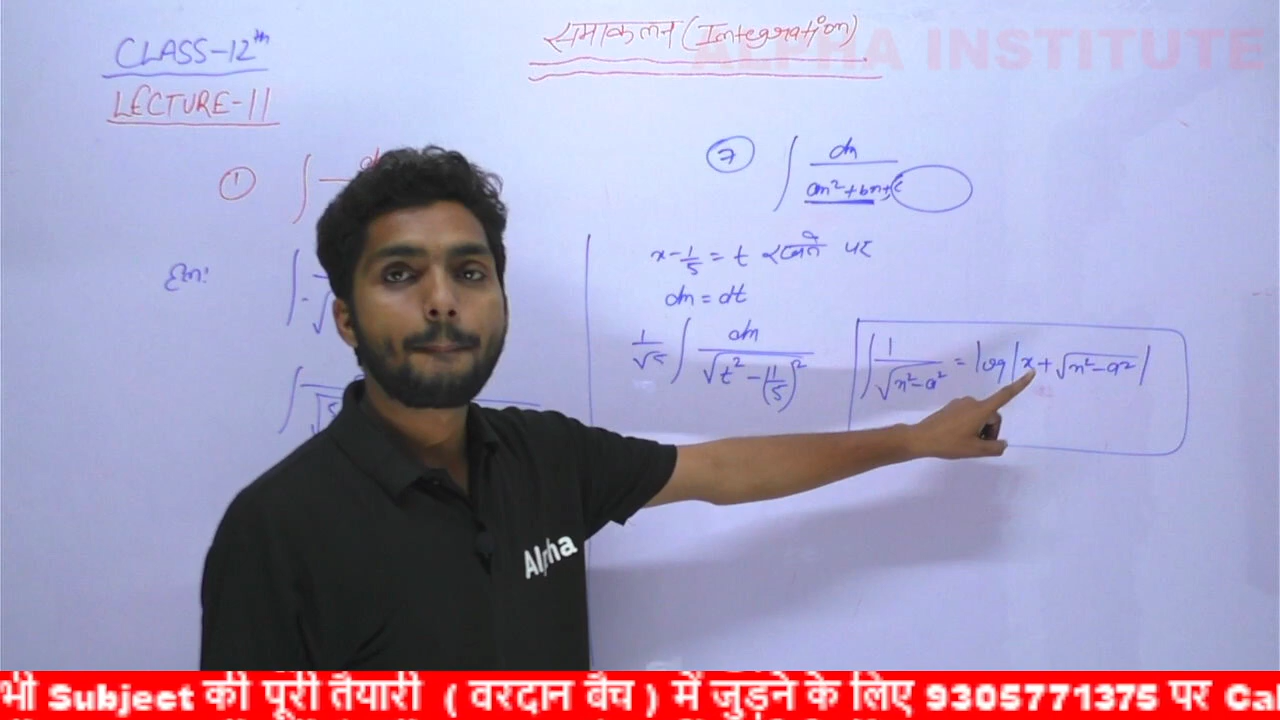 CLASS-12th
LECTURE-11
समाकलन (Integration)
ALPHA INSTITUTE
①
हल:
⑦ ∫ dx / ax²+bx+c
x-1/5 = t रखने पर
dx = dt
1/√5 ∫ dx / √t²-(1/5)²
∫ 1/√x²-a² = log|x+√x²-a²|
Alpha
भी Subjeet की पूरी तैयारी ( वरदान बैच ) में जुड़ने के लिए 9305771375 पर Cal